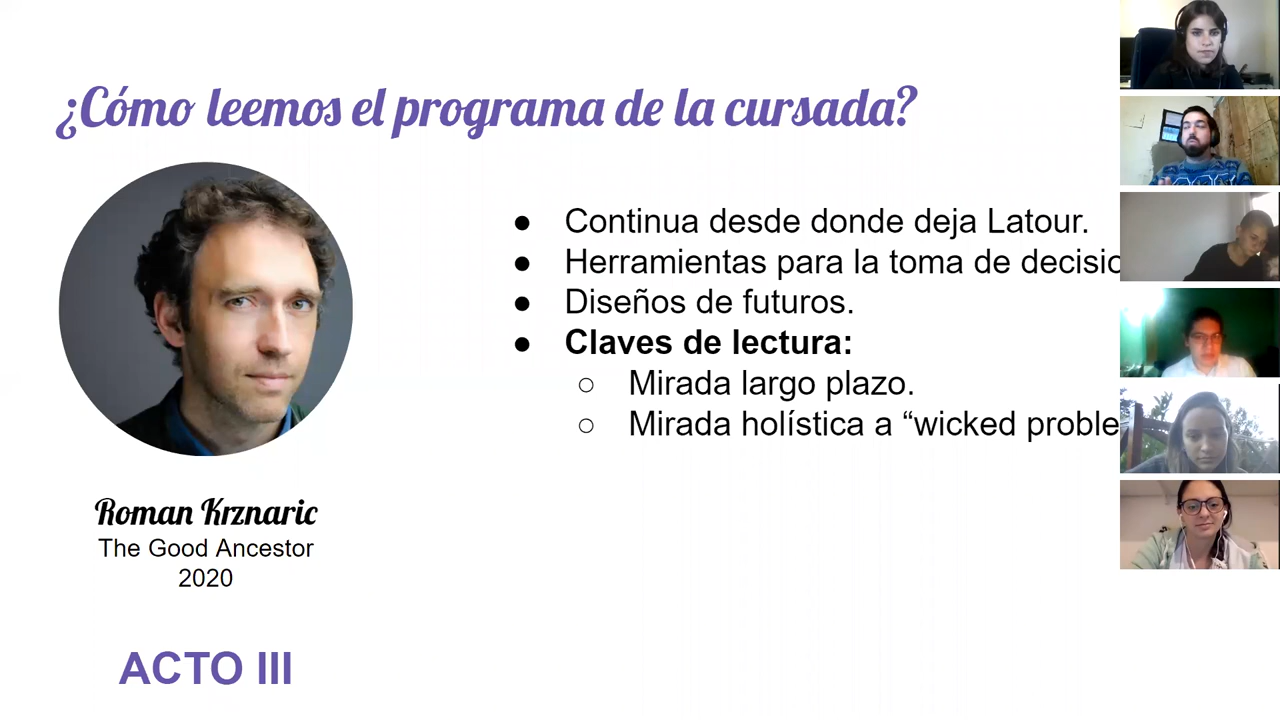 ¿Cómo leemos el programa de la cursada?
● Continua desde donde deja Latour.
● Herramientas para la toma de decisio
● Diseños de futuros.
● Claves de lectura:
○ Mirada largo plazo.
○ Mirada holística a “wicked proble
Roman Krznaric
The Good Ancestor
2020
ACTO III